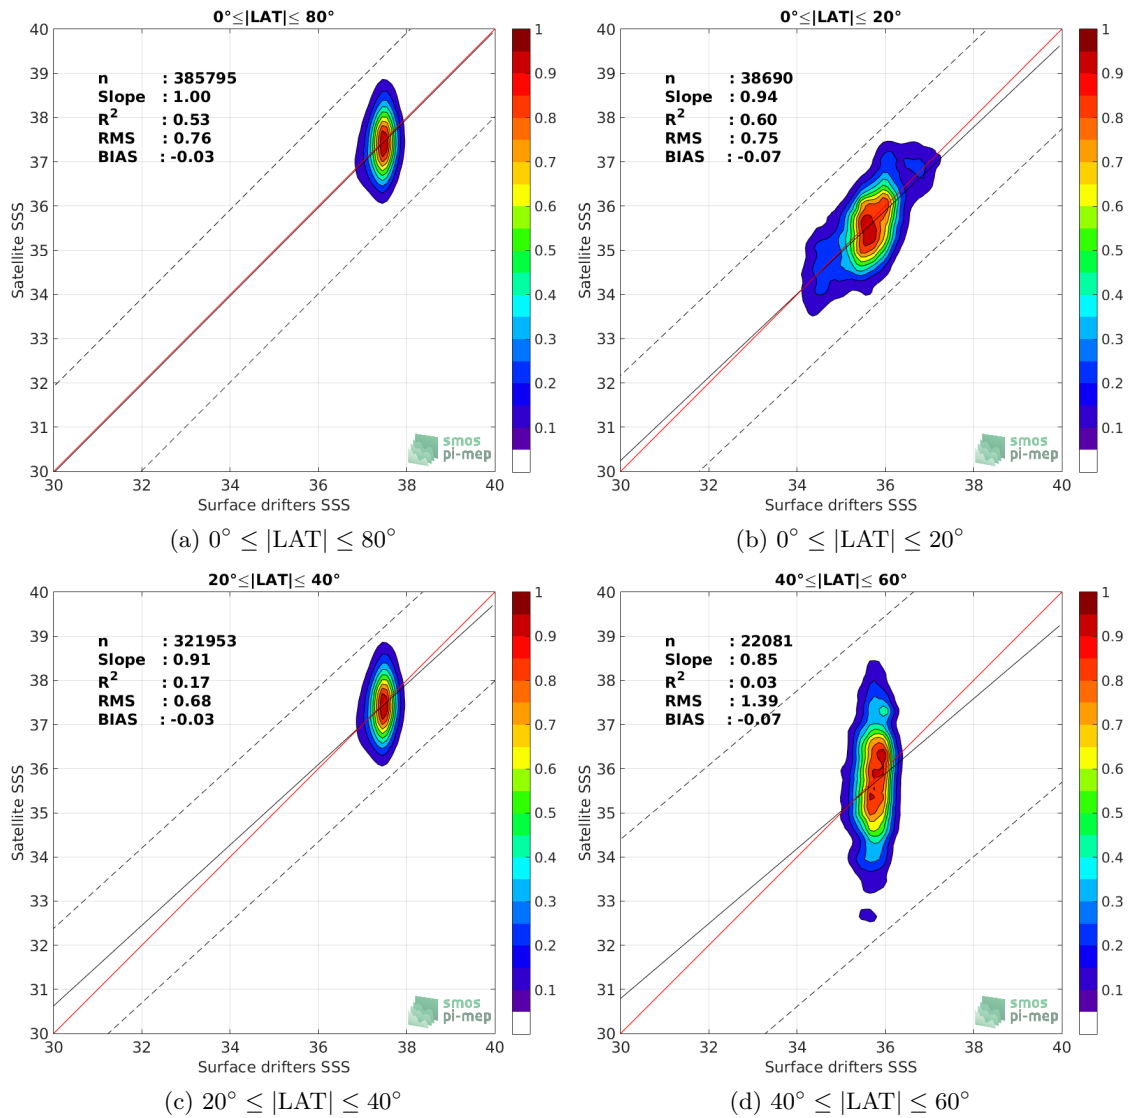 0°≤|LAT|≤ 80°
n : 385795
Slope : 1.00
R² : 0.53
RMS : 0.76
BIAS : -0.03
Satellite SSS
40
39
38
37
36
35
34
33
32
31
30
30 32 34 36 38 40
Surface drifters SSS
smos
pi-mep
1
0.9
0.8
0.7
0.6
0.5
0.4
0.3
0.2
0.1
(a) 0° ≤ |LAT| ≤ 80°
0°≤|LAT|≤ 20°
n : 38690
Slope : 0.94
R² : 0.60
RMS : 0.75
BIAS : -0.07
Satellite SSS
40
39
38
37
36
35
34
33
32
31
30
30 32 34 36 38 40
Surface drifters SSS
smos
pi-mep
1
0.9
0.8
0.7
0.6
0.5
0.4
0.3
0.2
0.1
(b) 0° ≤ |LAT| ≤ 20°
20°≤|LAT|≤ 40°
n : 321953
Slope : 0.91
R² : 0.17
RMS : 0.68
BIAS : -0.03
Satellite SSS
40
39
38
37
36
35
34
33
32
31
30
30 32 34 36 38 40
Surface drifters SSS
smos
pi-mep
1
0.9
0.8
0.7
0.6
0.5
0.4
0.3
0.2
0.1
(c) 20° ≤ |LAT| ≤ 40°
40°≤|LAT|≤ 60°
n : 22081
Slope : 0.85
R² : 0.03
RMS : 1.39
BIAS : -0.07
Satellite SSS
40
39
38
37
36
35
34
33
32
31
30
30 32 34 36 38 40
Surface drifters SSS
smos
pi-mep
1
0.9
0.8
0.7
0.6
0.5
0.4
0.3
0.2
0.1
(d) 40° ≤ |LAT| ≤ 60°